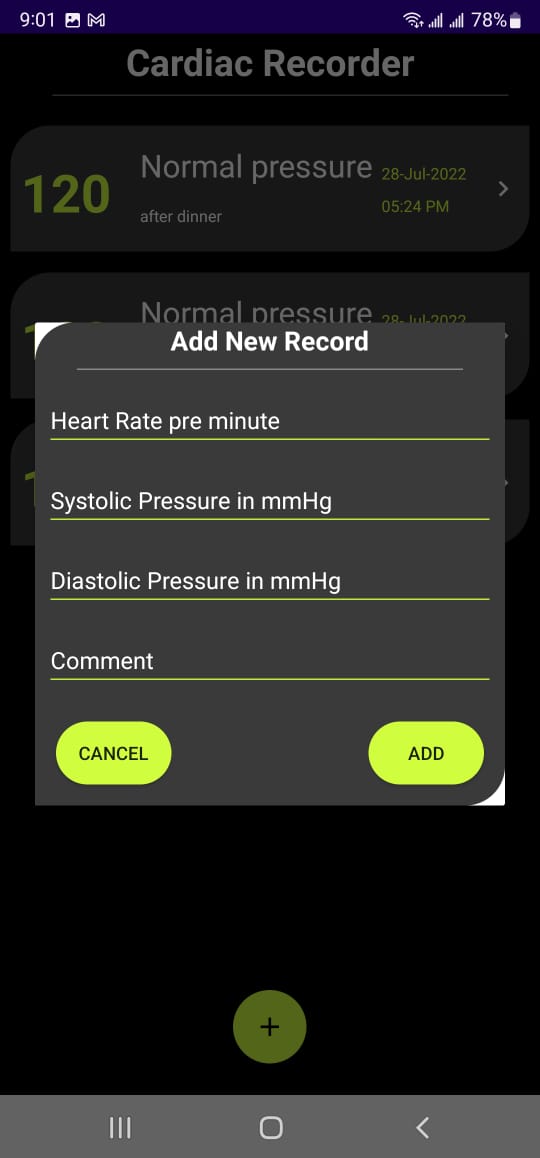 9:01 78%
Cardiac Recorder
120
Normal pressure
28-Jul-2022
after dinner
05:24 PM
Normal pressure
28-Jul-2022
Add New Record
Heart Rate pre minute
Systolic Pressure in mmHg
Diastolic Pressure in mmHg
Comment
CANCEL ADD
+